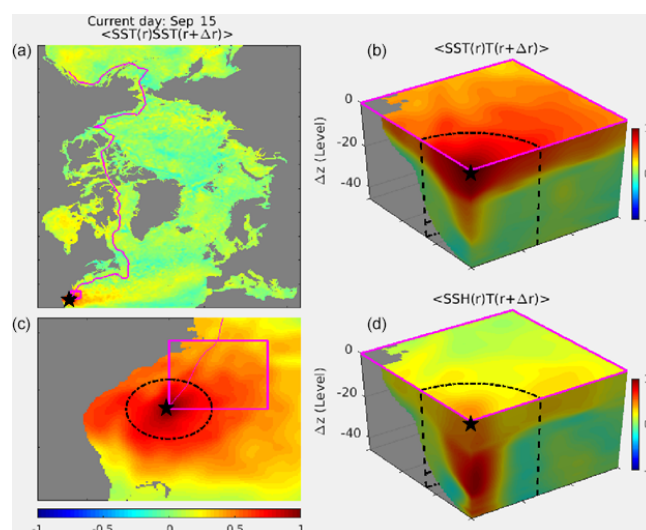 Current day: Sep 15
(a)
<SST(r)SST(r+Δr)>
(b)
<SST(r)T(r+Δr)>
0
-20
-40
Δz (Level)
(c)
-1
-0.5
0
0.5
1
<SSH(r)T(r+Δr)>
(d)
0
-20
-40
Δz (Level)